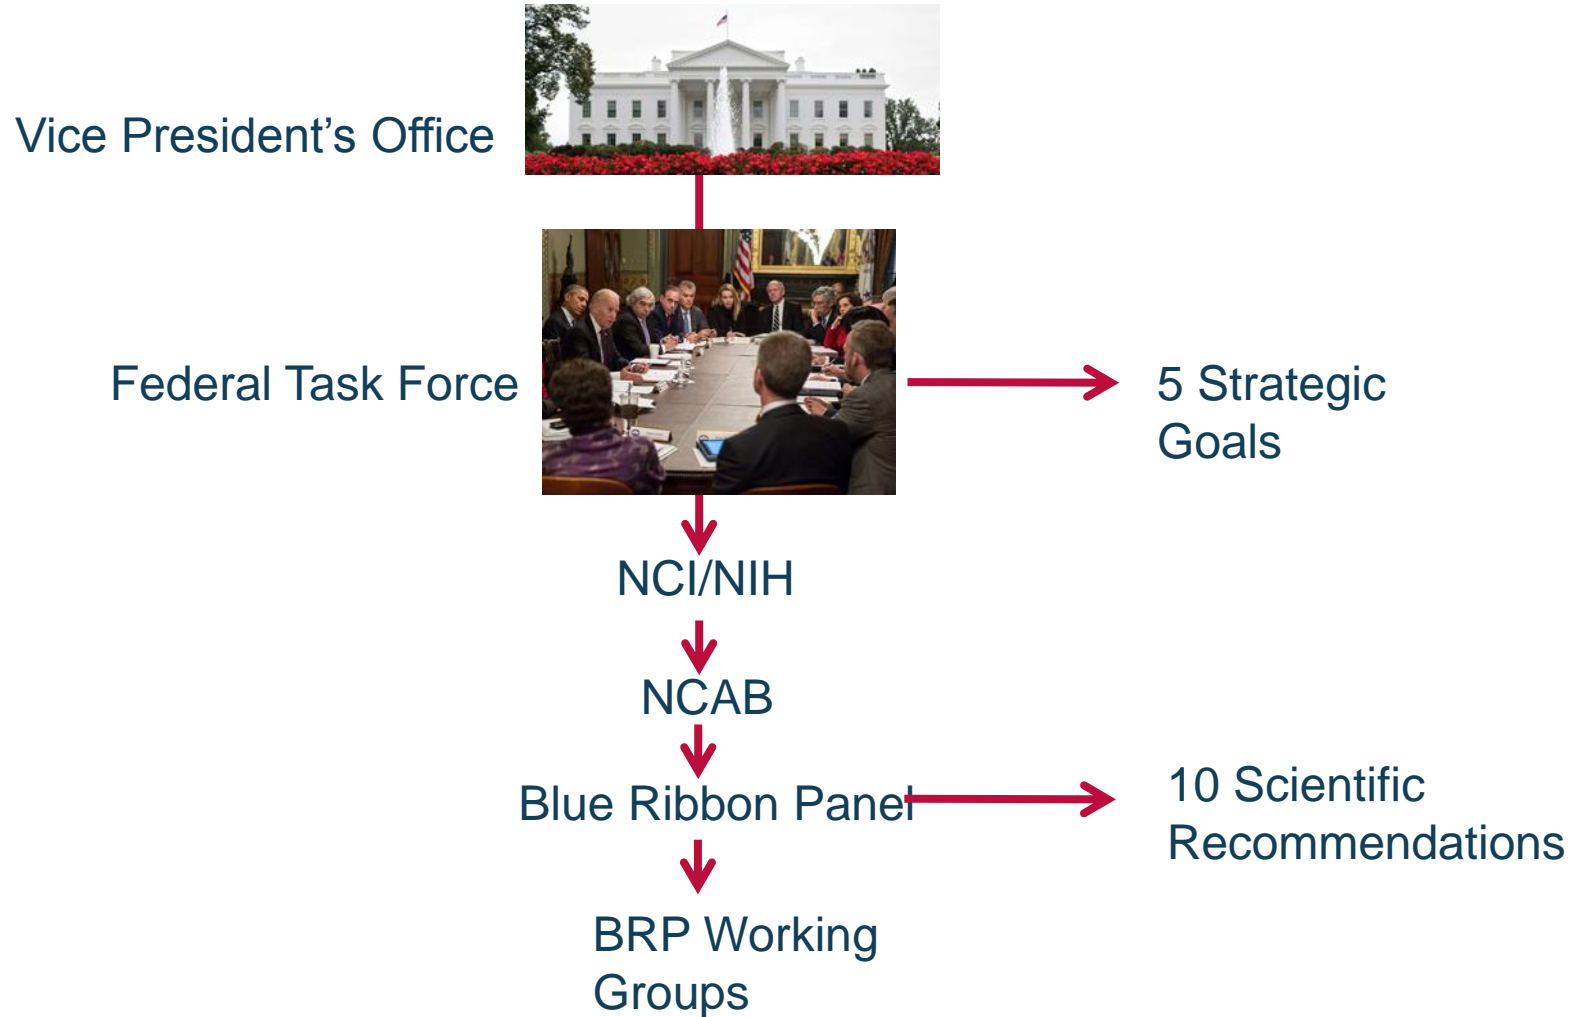 Vice President’s Office
Federal Task Force
5 Strategic
Goals
NCI/NIH
NCAB
Blue Ribbon Panel
10 Scientific
Recommendations
BRP Working
Groups